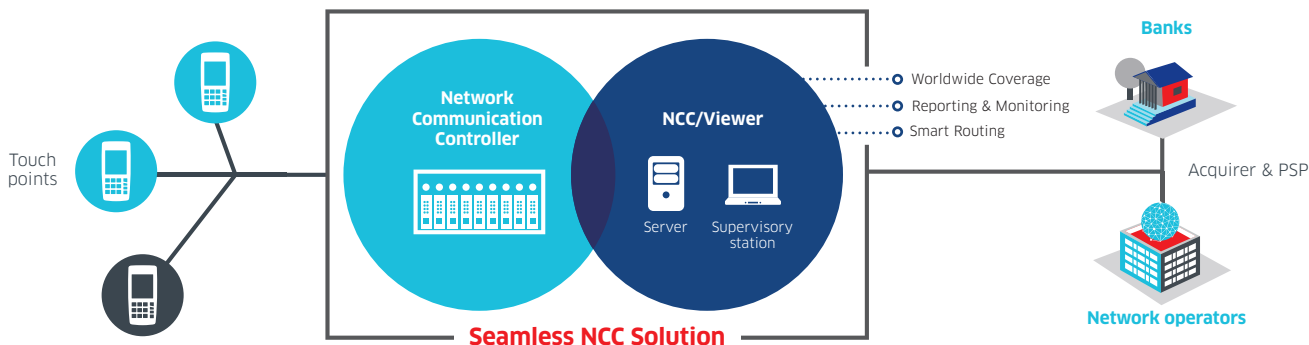 Touch
points
Network
Communication
Controller
NCC/Viewer
Server
Supervisory
station
Seamless NCC Solution
Worldwide Coverage
Reporting & Monitoring
Smart Routing
Banks
Acquirer & PSP
Network operators